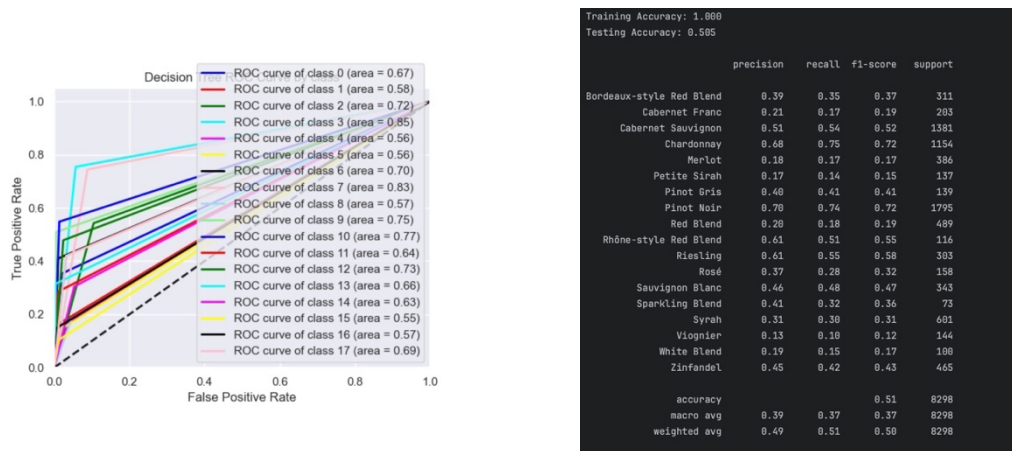 Decision Tree ROC Curve by class
ROC curve of class 0 (area = 0.67)
ROC curve of class 1 (area = 0.58)
ROC curve of class 2 (area = 0.72)
ROC curve of class 3 (area = 0.85)
ROC curve of class 4 (area = 0.56)
ROC curve of class 5 (area = 0.56)
ROC curve of class 6 (area = 0.70)
ROC curve of class 7 (area = 0.83)
ROC curve of class 8 (area = 0.57)
ROC curve of class 9 (area = 0.75)
ROC curve of class 10 (area = 0.77)
ROC curve of class 11 (area = 0.64)
ROC curve of class 12 (area = 0.73)
ROC curve of class 13 (area = 0.66)
ROC curve of class 14 (area = 0.63)
ROC curve of class 15 (area = 0.55)
ROC curve of class 16 (area = 0.57)
ROC curve of class 17 (area = 0.69)
True Positive Rate
1.0
0.8
0.6
0.4
0.2
0.0
0.0 0.2 0.4 0.6 0.8 1.0
False Positive Rate
Training Accuracy: 1.000
Testing Accuracy: 0.505
precision recall f1-score support
Bordeaux-style Red Blend 0.39 0.35 0.37 311
Cabernet Franc 0.21 0.17 0.19 203
Cabernet Sauvignon 0.51 0.54 0.52 1381
Chardonnay 0.68 0.75 0.72 1154
Merlot 0.18 0.17 0.17 386
Petite Sirah 0.17 0.14 0.15 137
Pinot Gris 0.40 0.41 0.41 139
Pinot Noir 0.70 0.74 0.72 1795
Red Blend 0.20 0.18 0.19 489
Rhône-style Red Blend 0.61 0.51 0.55 116
Riesling 0.61 0.55 0.58 303
Rosé 0.37 0.28 0.32 158
Sauvignon Blanc 0.46 0.48 0.47 343
Sparkling Blend 0.41 0.32 0.36 73
Syrah 0.31 0.30 0.31 601
Viognier 0.13 0.10 0.12 144
White Blend 0.19 0.15 0.17 100
Zinfandel 0.45 0.42 0.43 465
accuracy 0.51 8298
macro avg 0.39 0.37 0.37 8298
weighted avg 0.49 0.51 0.50 8298